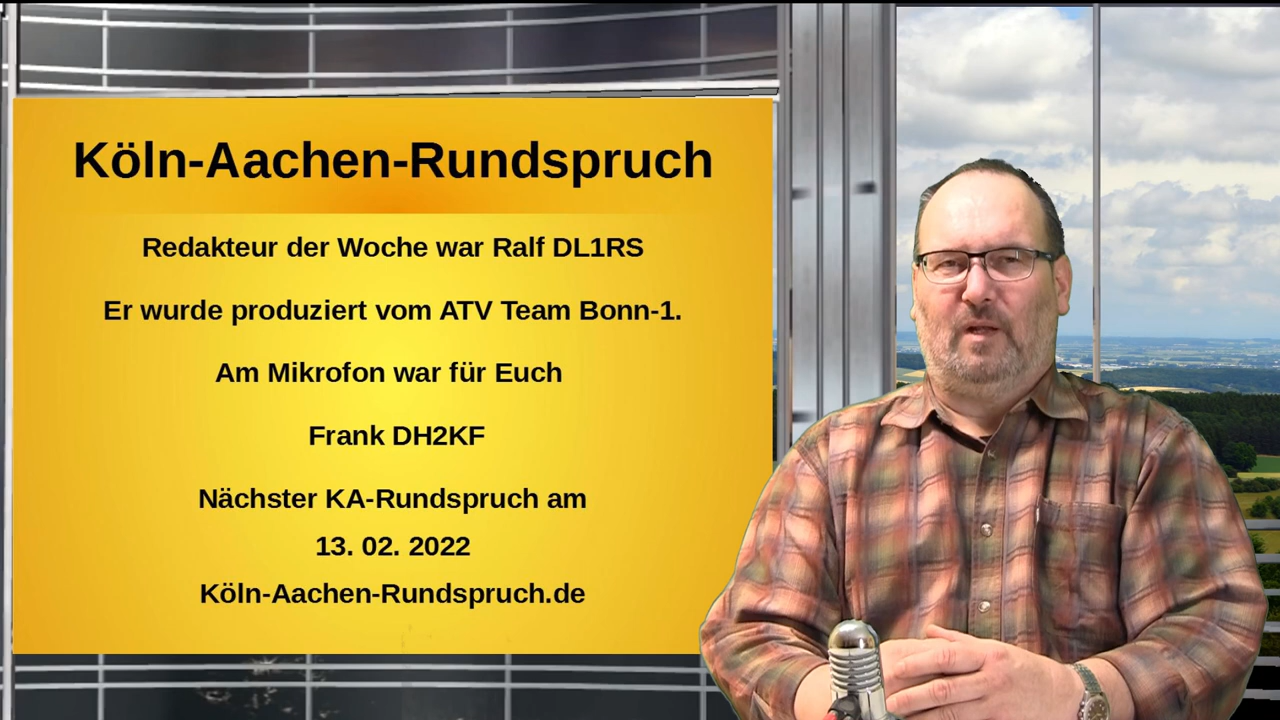 Köln-Aachen-Rundspruch
Redakteur der Woche war Ralf DL1RS
Er wurde produziert vom ATV Team Bonn-1.
Am Mikrofon war für Euch
Frank DH2KF
Nächster KA-Rundspruch am
13. 02. 2022
Köln-Aachen-Rundspruch.de